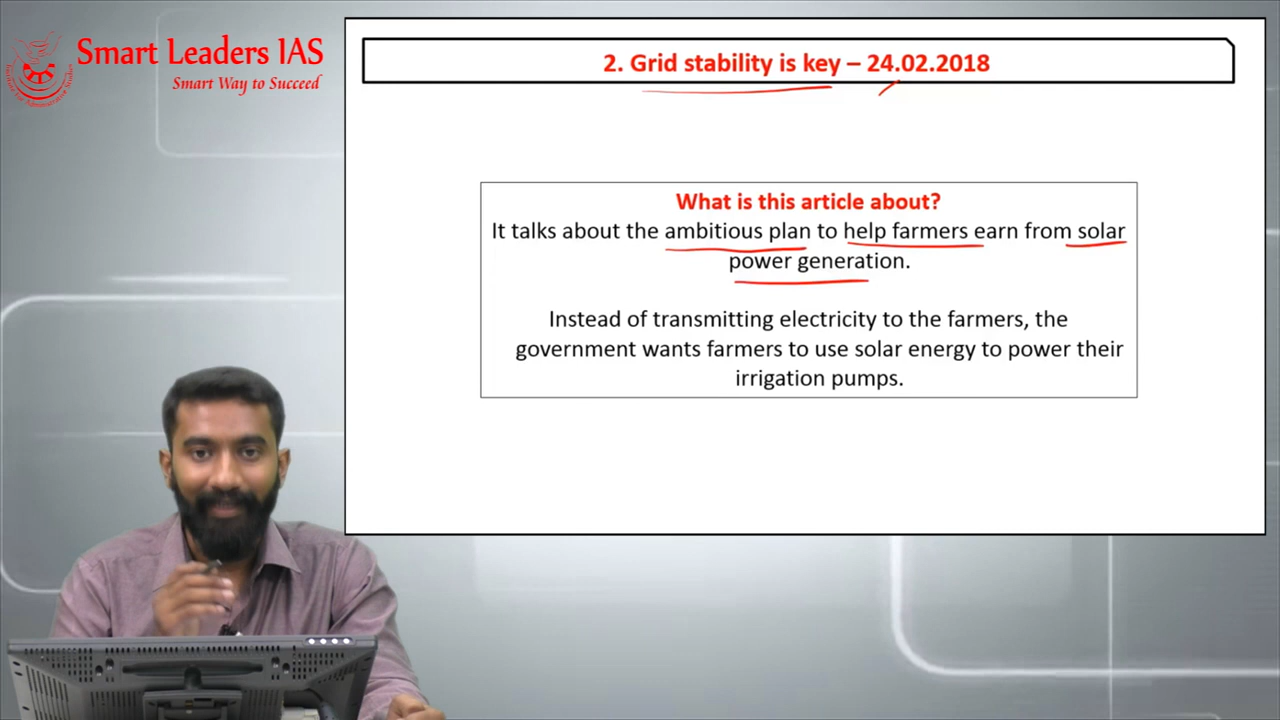 Smart Leaders IAS
Smart Way to Succeed
2. Grid stability is key – 24.02.2018
What is this article about?
It talks about the ambitious plan to help farmers earn from solar
power generation.
Instead of transmitting electricity to the farmers, the
government wants farmers to use solar energy to power their
irrigation pumps.